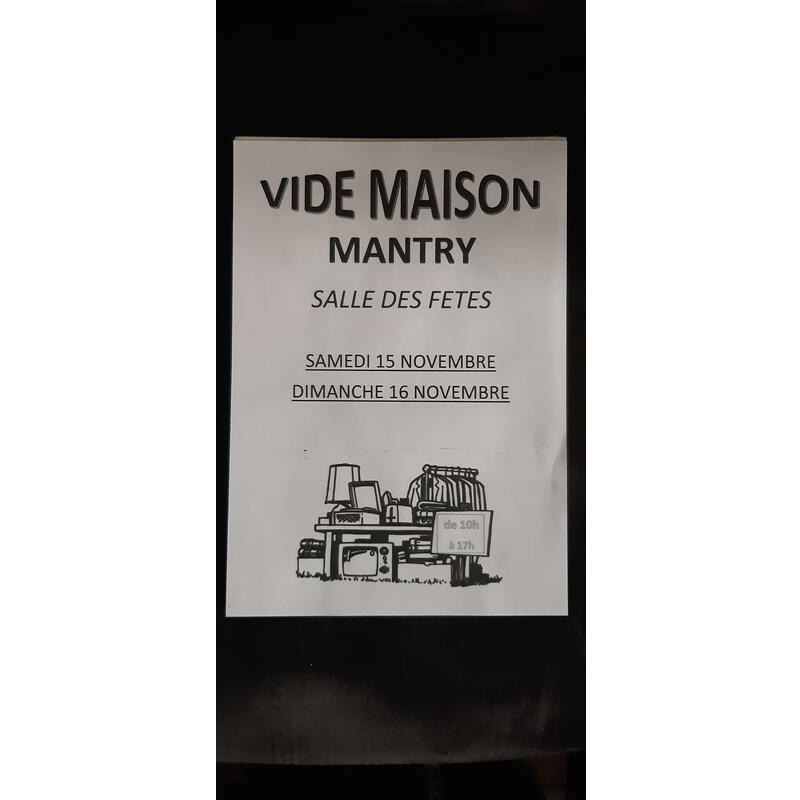 VIDE MAISON
MANTRY
SALLE DES FETES
SAMEDI 15 NOVEMBRE
DIMANCHE 16 NOVEMBRE
de 10h
à 17h